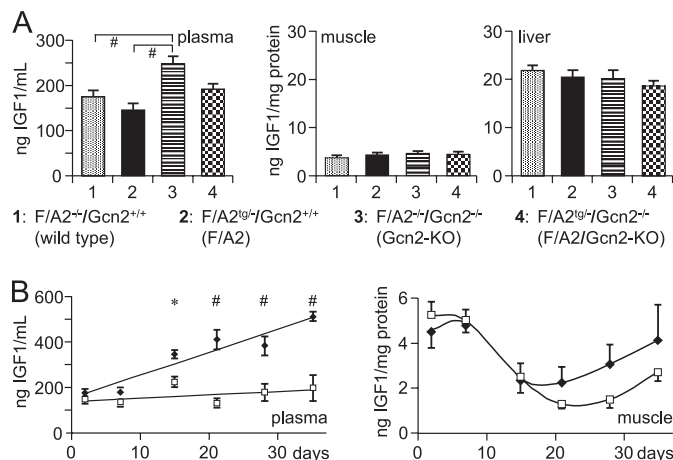 A
plasma
muscle
liver
ng IGF1/mL
300
200
100
0
#
#
1 2 3 4
ng IGF1/mg protein
30
20
10
0
1 2 3 4
ng IGF1/mg protein
30
20
10
0
1 2 3 4
1: F/A2-/-/Gcn2+/+ 2: F/A2tg/-/Gcn2+/+ 3: F/A2-/-/Gcn2-/- 4: F/A2tg/-/Gcn2-/-
(wild type) (F/A2) (Gcn2-KO) (F/A2/Gcn2-KO)
B
ng IGF1/mL
600
400
200
0
* # # #
plasma
0 10 20 30 days
ng IGF1/mg protein
6
4
2
0
muscle
0 10 20 30 days